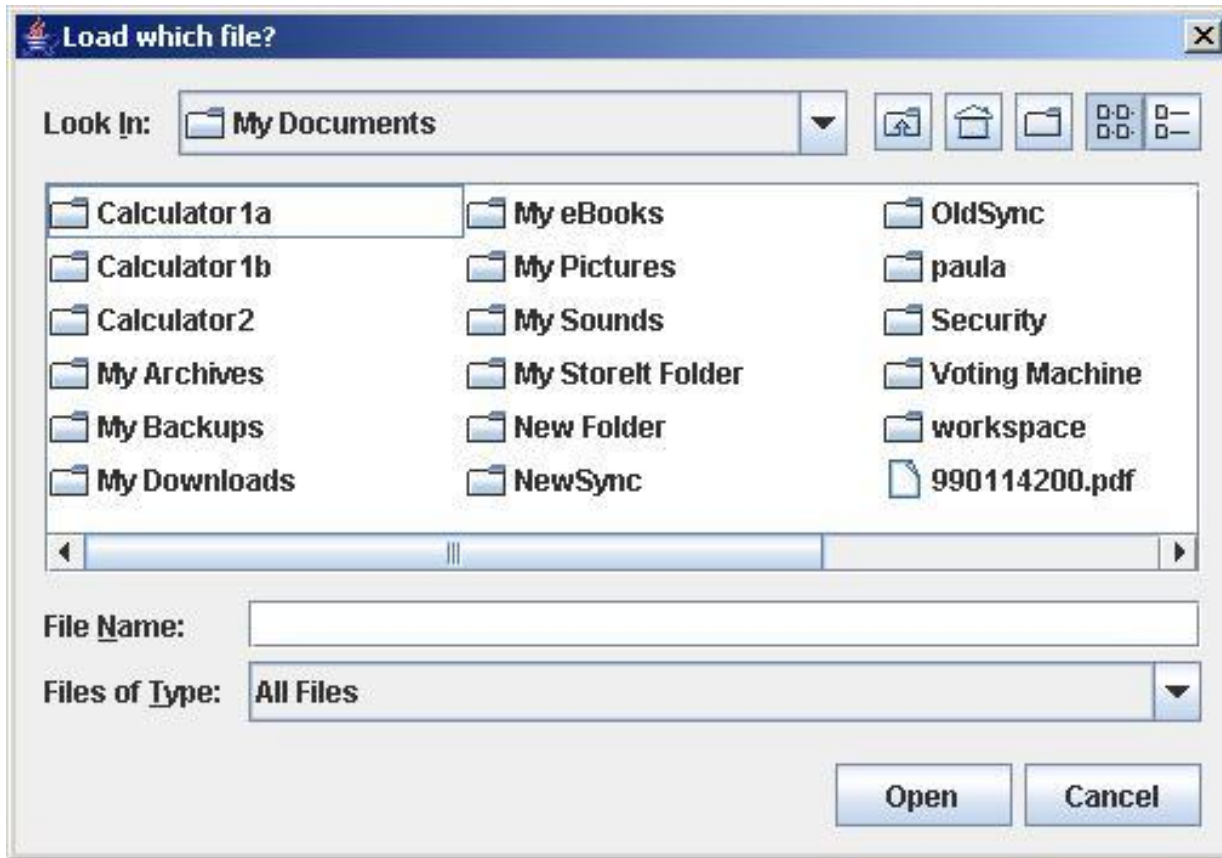 Load which file?
Look In: My Documents
Calculator1a My eBooks OldSync
Calculator1b My Pictures paula
Calculator2 My Sounds Security
My Archives My StoreIt Folder Voting Machine
My Backups New Folder workspace
My Downloads NewSync 990114200.pdf
File Name:
Files of Type: All Files
Open Cancel